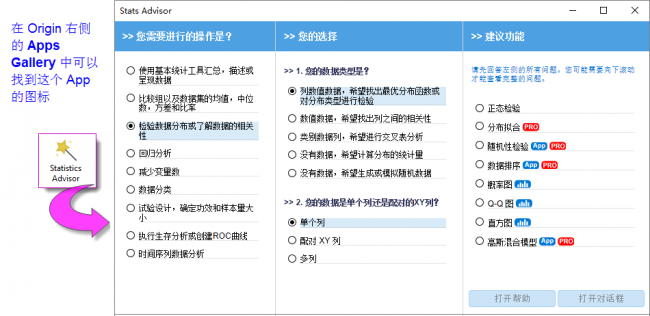 在 Origin 右侧
的 Apps
Gallery 中可以
找到这个 App
的图标
Statistics
Advisor
Stats Advisor
>> 您需要进行的操作是？
使用基本统计工具汇总，描述或
呈现数据
比较组以及数据集的均值，中位
数，方差和比率
检验数据分布或了解数据的相关
性
回归分析
减少变量数
数据分类
试验设计，确定功效和样本量大
小
执行生存分析或创建ROC曲线
时间序列数据分析
>> 您的选择
>> 1. 您的数据类型是？
列数值数据，希望找出最优分布函数或
对分布类型进行检验
数值数据，希望找出列之间的相关性
类别数据列，希望进行交叉表分析
没有数据，希望计算分布的统计量
没有数据，希望生成或模拟随机数据
>> 2. 您的数据是单个列还是配对的XY列？
单个列
配对 XY 列
多列
>> 建议功能
请先回答左侧的所有问题。您可能需要向下滚动
才能查看完整的问题。
正态检验
分布拟合 PRO
随机性检验 App PRO
数据排序 App PRO
概率图
Q-Q 图
直方图
高斯混合模型 App PRO
打开帮助 打开对话框